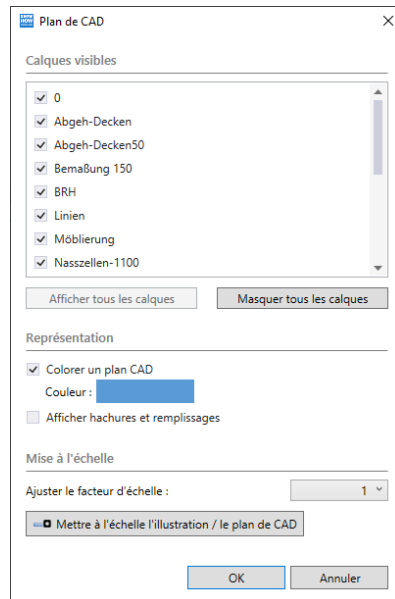 Plan de CAD
Calques visibles
0
Abgeh-Decken
Abgeh-Decken50
Bemaßung 150
BRH
Linien
Möblierung
Nasszellen-1100
Afficher tous les calques
Masquer tous les calques
Représentation
Colorer un plan CAD
Couleur :
Afficher hachures et remplissages
Mise à l'échelle
Ajuster le facteur d'échelle :
1
Mettre à l'échelle l'illustration / le plan de CAD
OK
Annuler